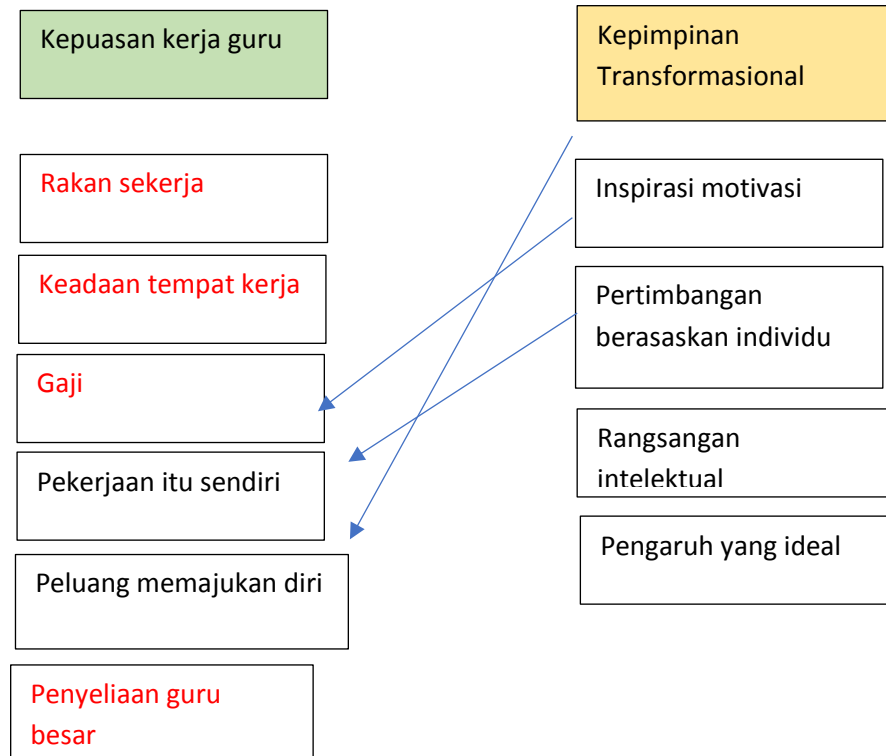 Kepuasan kerja guru
Rakan sekerja
Keadaan tempat kerja
Gaji
Pekerjaan itu sendiri
Peluang memajukan diri
Penyeliaan guru
besar
Kepimpinan
Transformasional
Inspirasi motivasi
Pertimbangan
berasaskan individu
Rangsangan
intelektual
Pengaruh yang ideal